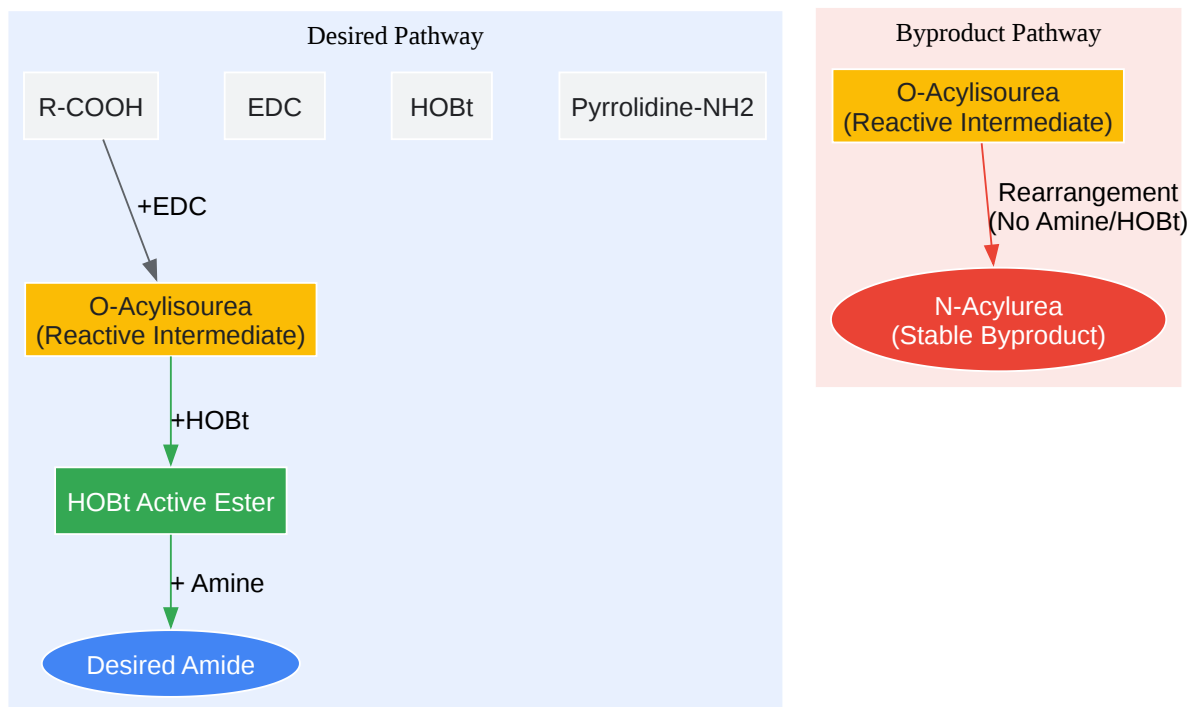 Desired Pathway
R-COOH
EDC
HOBt
Pyrrolidine-NH2
+EDC
O-Acylisourea
(Reactive Intermediate)
+HOBt
HOBt Active Ester
+ Amine
Desired Amide
Byproduct Pathway
O-Acylisourea
(Reactive Intermediate)
Rearrangement
(No Amine/HOBt)
N-Acylurea
(Stable Byproduct)